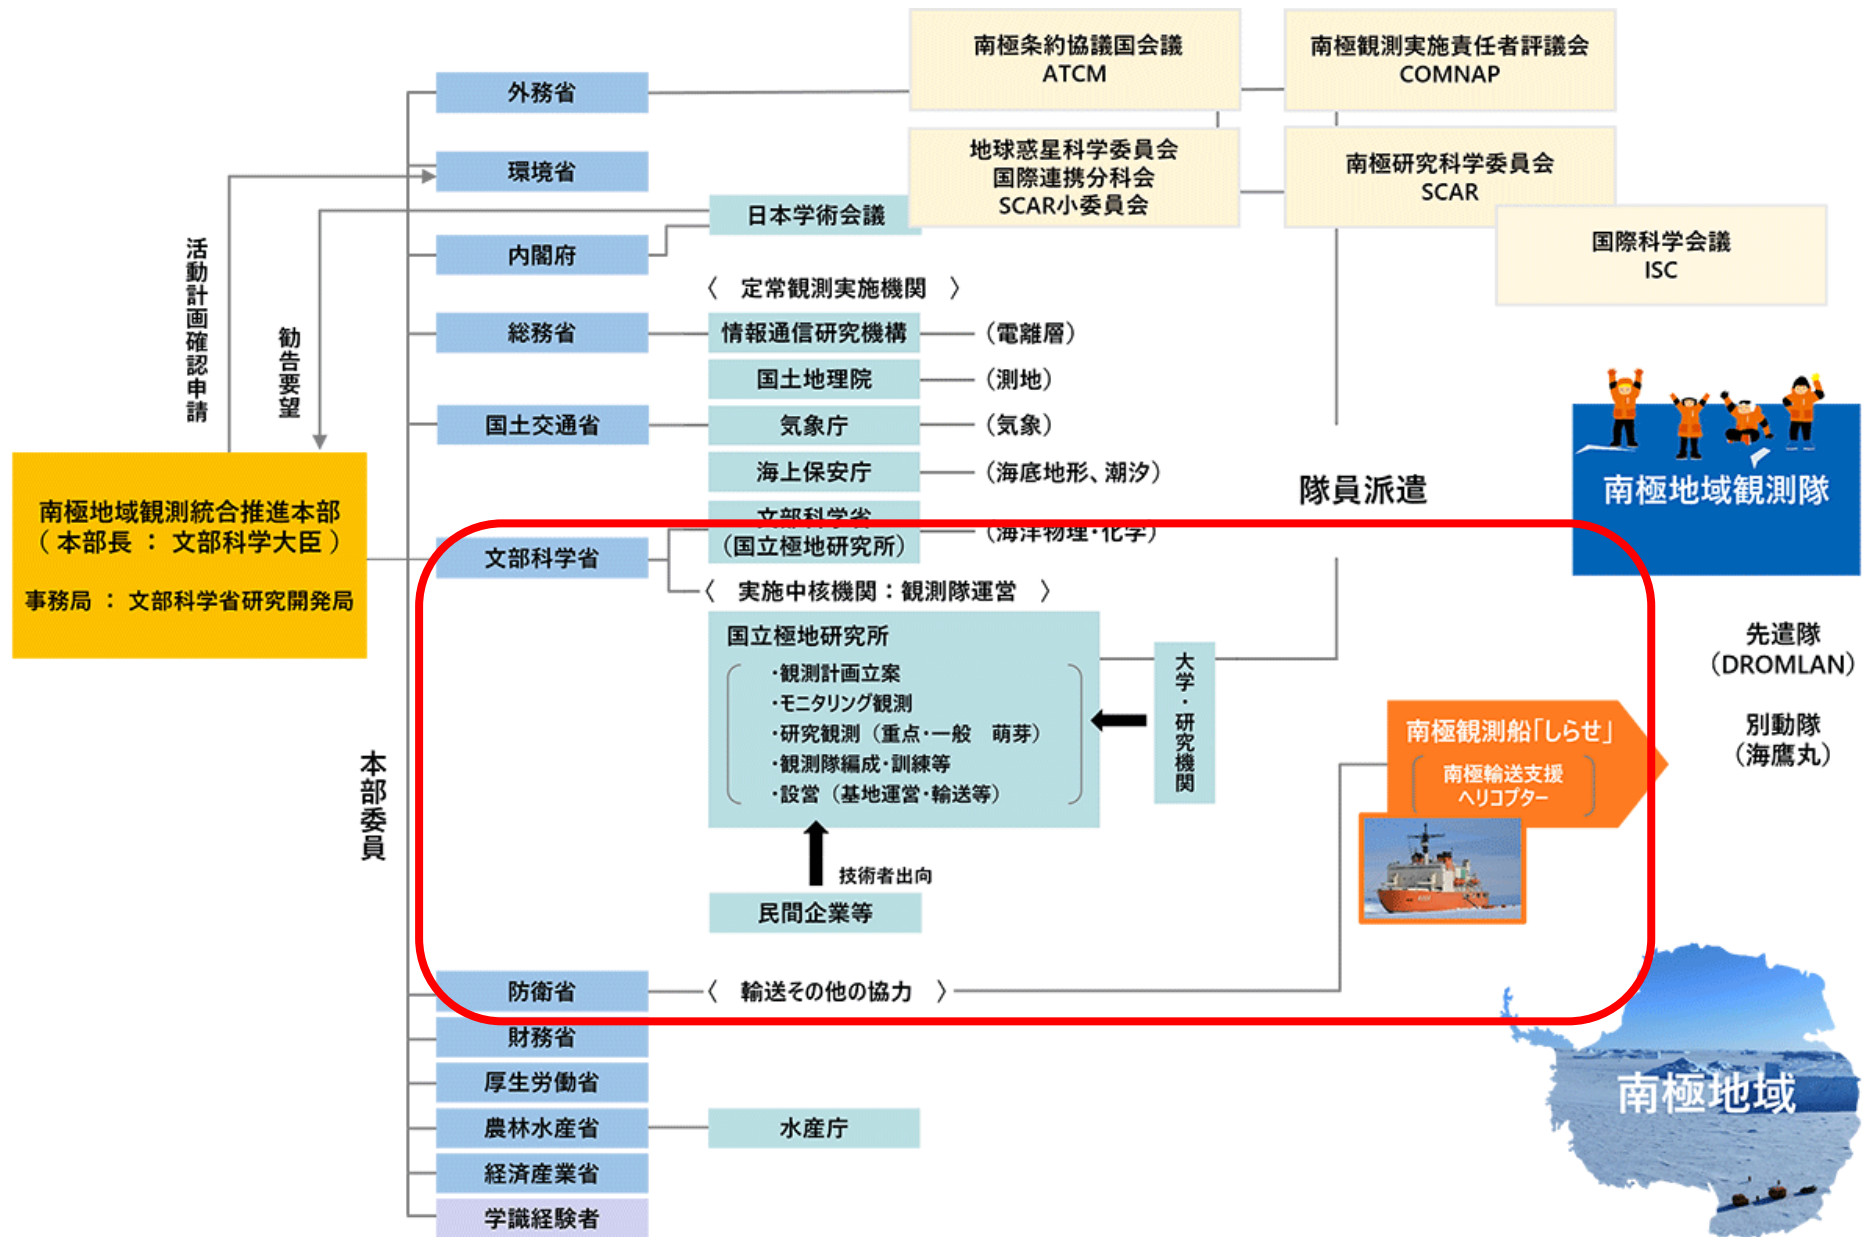 南極条約協議国会議
ATCM
南極観測実施責任者評議会
COMNAP
外務省
地球惑星科学委員会
国際連携分科会
SCAR小委員会
南極研究科学委員会
SCAR
環境省
日本学術会議
国際科学会議
ISC
内閣府
活動計画確認申請
勧告要望
〈 定常観測実施機関 〉
総務省
情報通信研究機構
(電離層)
国土地理院
(測地)
国土交通省
気象庁
(気象)
海上保安庁
(海底地形、潮汐)
隊員派遣
南極地域観測隊
南極地域観測統合推進本部
( 本部長 : 文部科学大臣 )
事務局 : 文部科学省研究開発局
文部科学省
文部科学省
(国立極地研究所)
(海洋物理・化学)
〈 実施中核機関：観測隊運営 〉
国立極地研究所
・観測計画立案
・モニタリング観測
・研究観測 (重点・一般 萌芽)
・観測隊編成・訓練等
・設営 (基地運営・輸送等)
大学・研究機関
先遣隊
(DROMLAN)
別動隊
(海鷹丸)
南極観測船「しらせ」
南極輸送支援
ヘリコプター
本部委員
技術者出向
民間企業等
防衛省
〈 輸送その他の協力 〉
財務省
厚生労働省
農林水産省
水産庁
経済産業省
学識経験者
南極地域